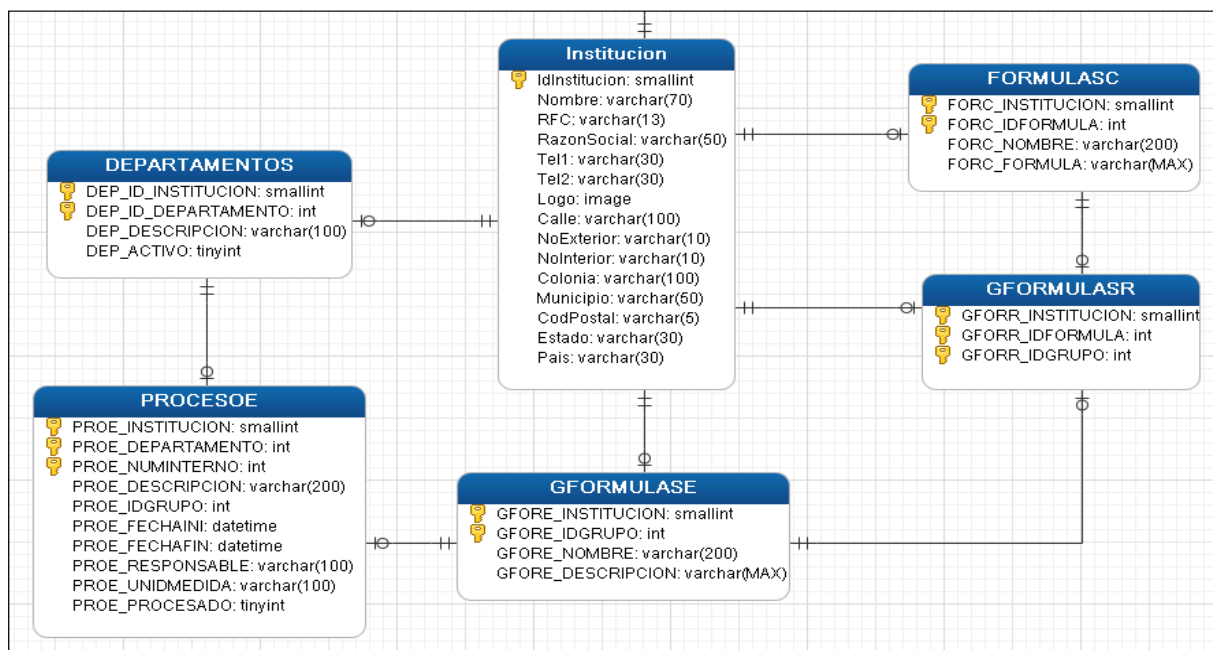 Institucion
IdInstitucion: smallint
Nombre: varchar(70)
RFC: varchar(13)
RazonSocial: varchar(50)
Tel1: varchar(30)
Tel2: varchar(30)
Logo: image
Calle: varchar(100)
NoExterior: varchar(10)
NoInterior: varchar(10)
Colonia: varchar(100)
Municipio: varchar(50)
CodPostal: varchar(5)
Estado: varchar(30)
Pais: varchar(30)
FORMULASC
FORC_INSTITUCION: smallint
FORC_IDFORMULA: int
FORC_NOMBRE: varchar(200)
FORC_FORMULA: varchar(MAX)
DEPARTAMENTOS
DEP_ID_INSTITUCION: smallint
DEP_ID_DEPARTAMENTO: int
DEP_DESCRIPCION: varchar(100)
DEP_ACTIVO: tinyint
GFORMULASR
GFORR_INSTITUCION: smallint
GFORR_IDFORMULA: int
GFORR_IDGRUPO: int
PROCESOE
PROE_INSTITUCION: smallint
PROE_DEPARTAMENTO: int
PROE_NUMINTERNO: int
PROE_DESCRIPCION: varchar(200)
PROE_IDGRUPO: int
PROE_FECHAINI: datetime
PROE_FECHAFIN: datetime
PROE_RESPONSABLE: varchar(100)
PROE_UNIDMEDIDA: varchar(100)
PROE_PROCESADO: tinyint
GFORMULASE
GFORE_INSTITUCION: smallint
GFORE_IDGRUPO: int
GFORE_NOMBRE: varchar(200)
GFORE_DESCRIPCION: varchar(MAX)